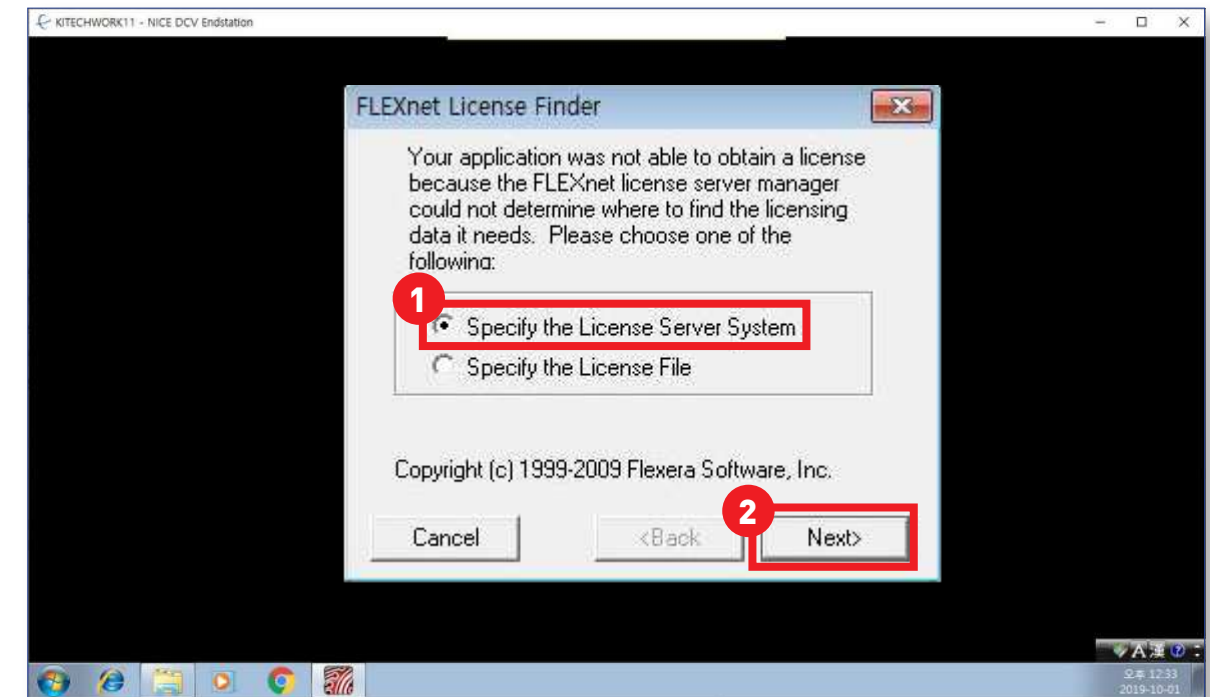 KITECHWORK11 - NICE DCV Endstation
FLEXnet License Finder
Your application was not able to obtain a license
because the FLEXnet license server manager
could not determine where to find the licensing
data it needs.  Please choose one of the
following:
1
Specify the License Server System
Specify the License File
Copyright (c) 1999-2009 Flexera Software, Inc.
2
Cancel
<Back
Next>
A漢
오후 12:33
2019-10-01